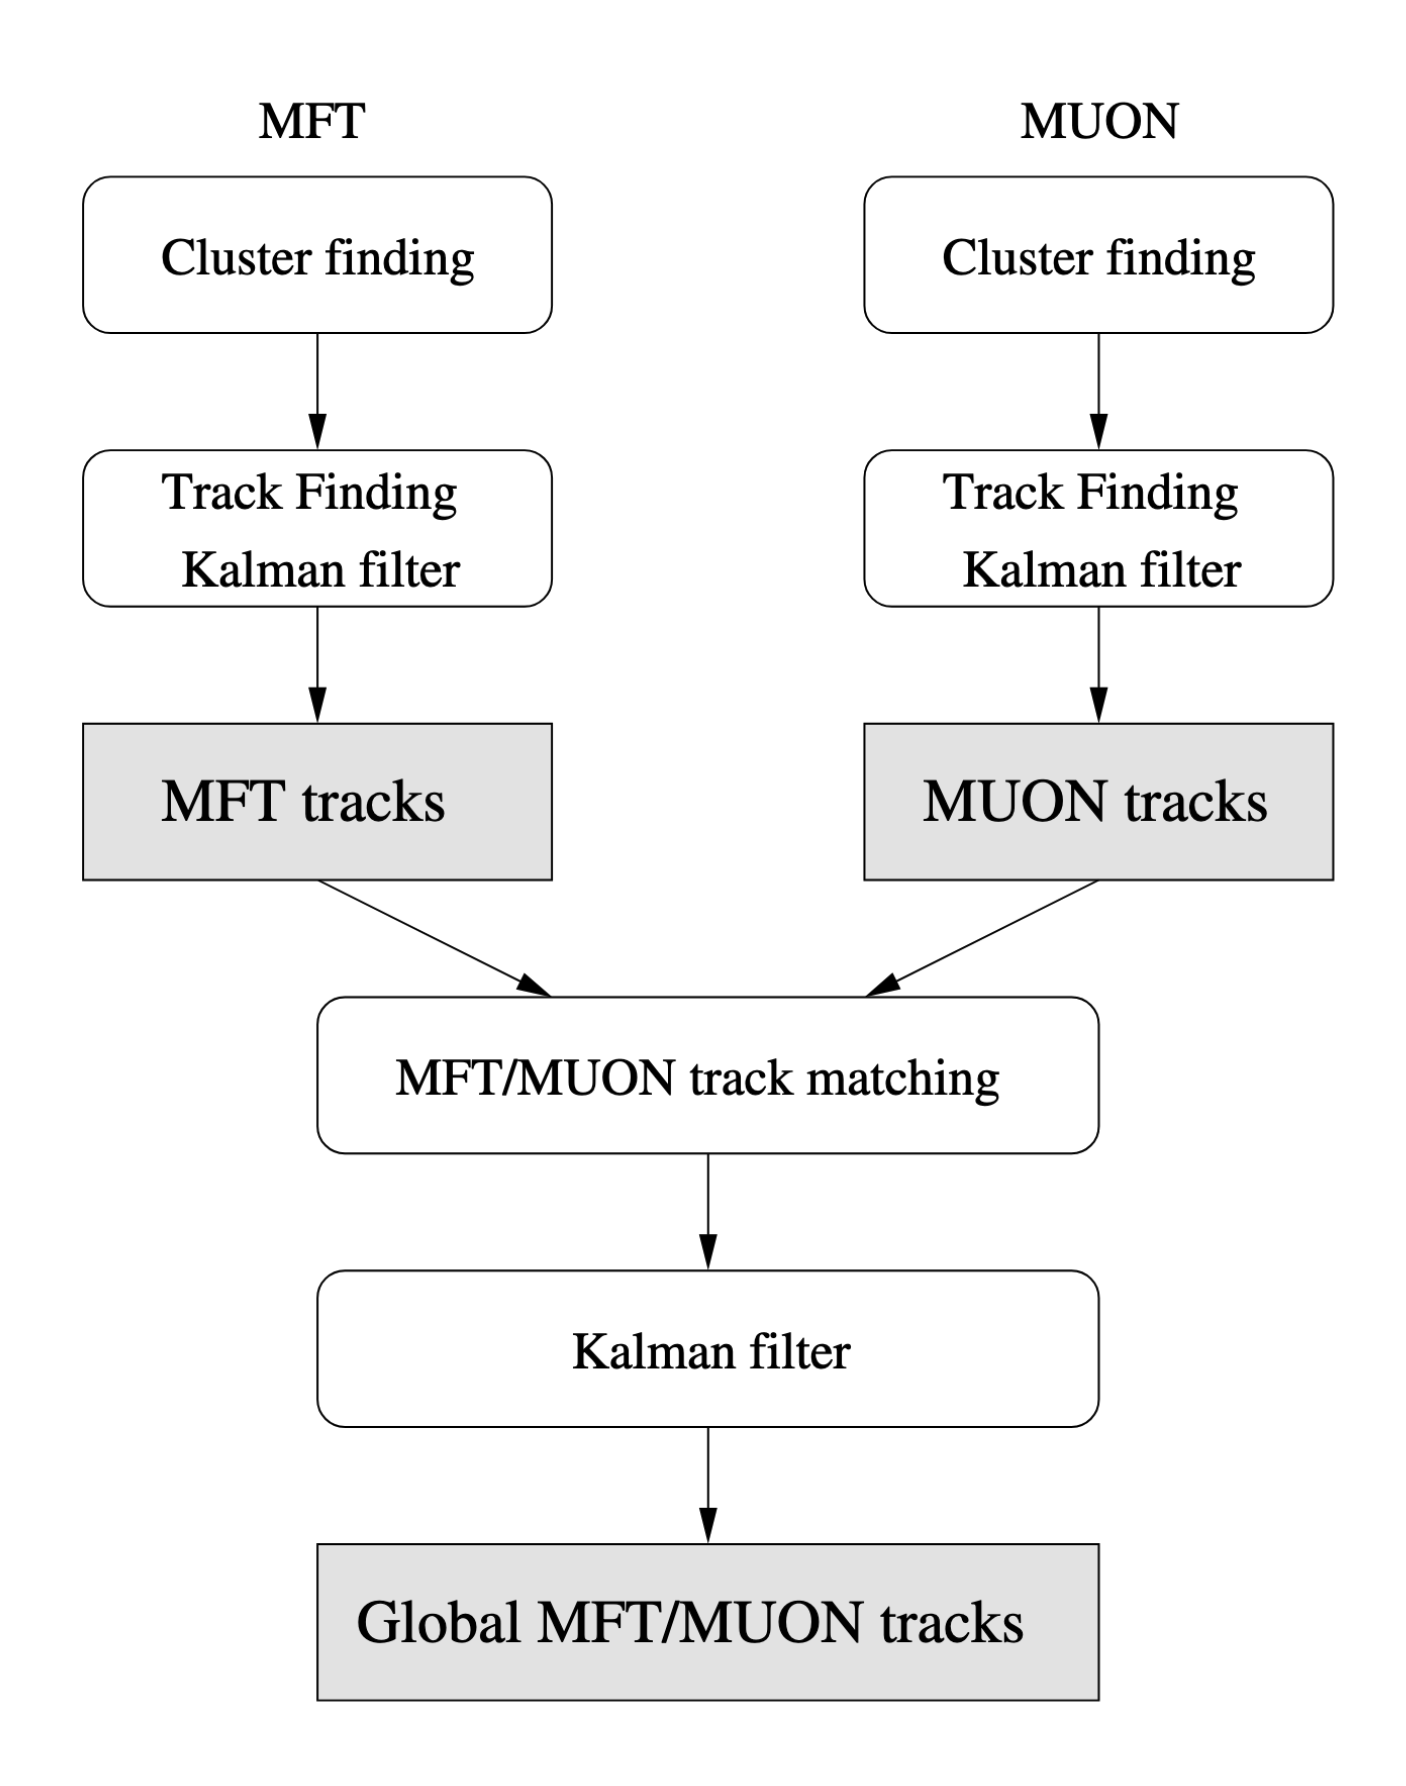 MFT
MUON
Cluster finding
Cluster finding
Track Finding
Kalman filter
Track Finding
Kalman filter
MFT tracks
MUON tracks
MFT/MUON track matching
Kalman filter
Global MFT/MUON tracks